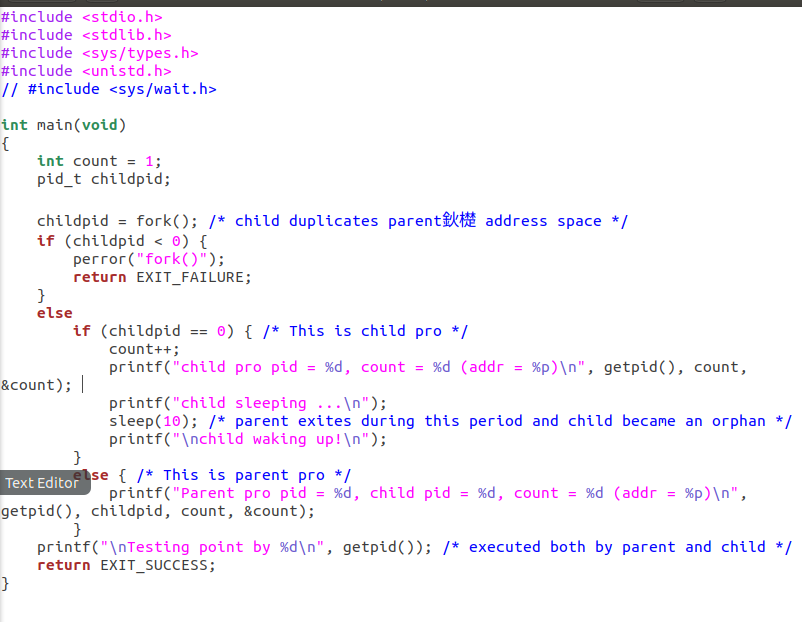 #include <stdio.h>
#include <stdlib.h>
#include <sys/types.h>
#include <unistd.h>
// #include <sys/wait.h>
int main(void)
{
    int count = 1;
    pid_t childpid;
    childpid = fork(); /* child duplicates parent鈥檚 address space */
    if (childpid < 0) {
        perror("fork()");
        return EXIT_FAILURE;
    }
    else
        if (childpid == 0) { /* This is child pro */
            count++;
            printf("child pro pid = %d, count = %d (addr = %p)\n", getpid(), count,
&count);
            printf("child sleeping ...\n");
            sleep(10); /* parent exites during this period and child became an orphan */
            printf("\nchild waking up!\n");
        }
Text Editor
        else { /* This is parent pro */
            printf("Parent pro pid = %d, child pid = %d, count = %d (addr = %p)\n",
getpid(), childpid, count, &count);
        }
    printf("\nTesting point by %d\n", getpid()); /* executed both by parent and child */
    return EXIT_SUCCESS;
}